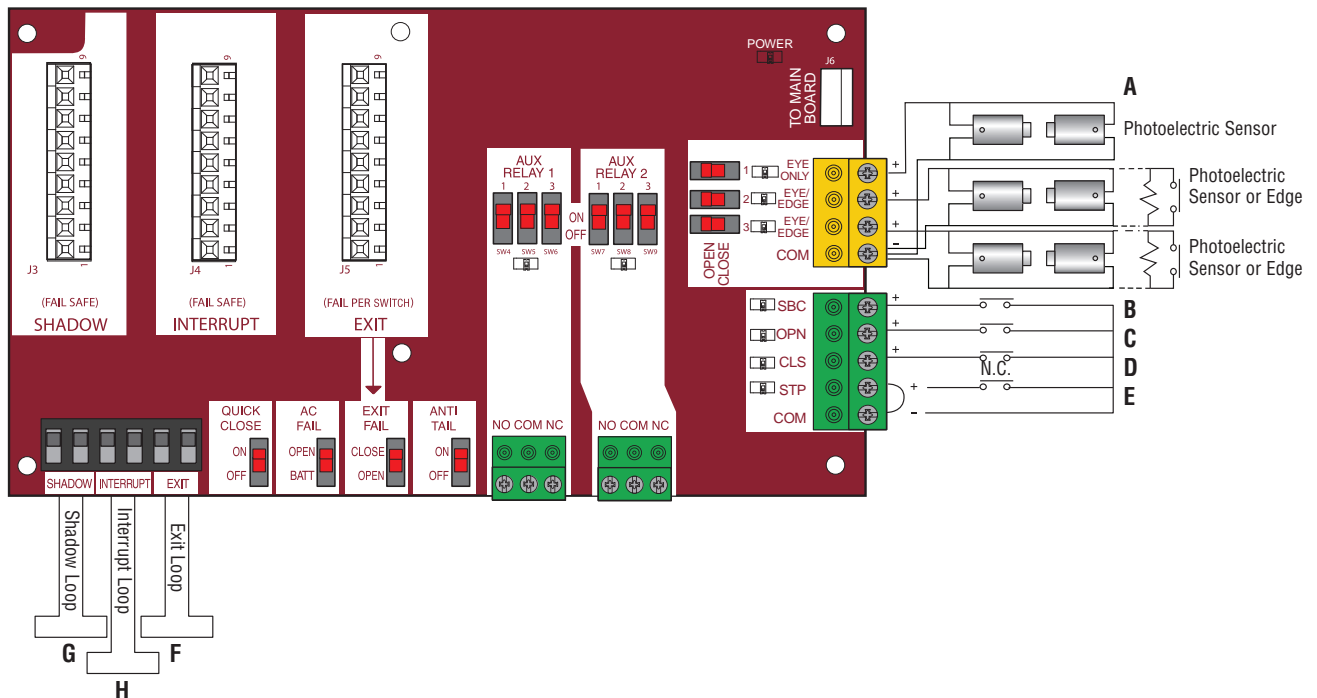 POWER
J6
TO MAIN
BOARD
9
9
9
1
1
1
J3
J4
J5
(FAIL SAFE)
SHADOW
(FAIL SAFE)
INTERRUPT
(FAIL PER SWITCH)
EXIT
AUX
RELAY 1
1 2 3
SW4 SW5 SW6
ON
OFF
AUX
RELAY 2
1 2 3
SW7 SW8 SW9
1
EYE
ONLY
+
2
EYE/
EDGE
+
3
EYE/
EDGE
+
COM
-
OPEN
CLOSE
A
Photoelectric Sensor
Photoelectric
Sensor or Edge
Photoelectric
Sensor or Edge
SBC
+
B
OPN
+
C
CLS
+
D
N.C.
STP
+
E
COM
-
QUICK
CLOSE
ON
OFF
AC
FAIL
OPEN
BATT
EXIT
FAIL
CLOSE
OPEN
ANTI
TAIL
ON
OFF
NO COM NC
NO COM NC
SHADOW
INTERRUPT
EXIT
Shadow Loop
Interrupt Loop
Exit Loop
G
F
H